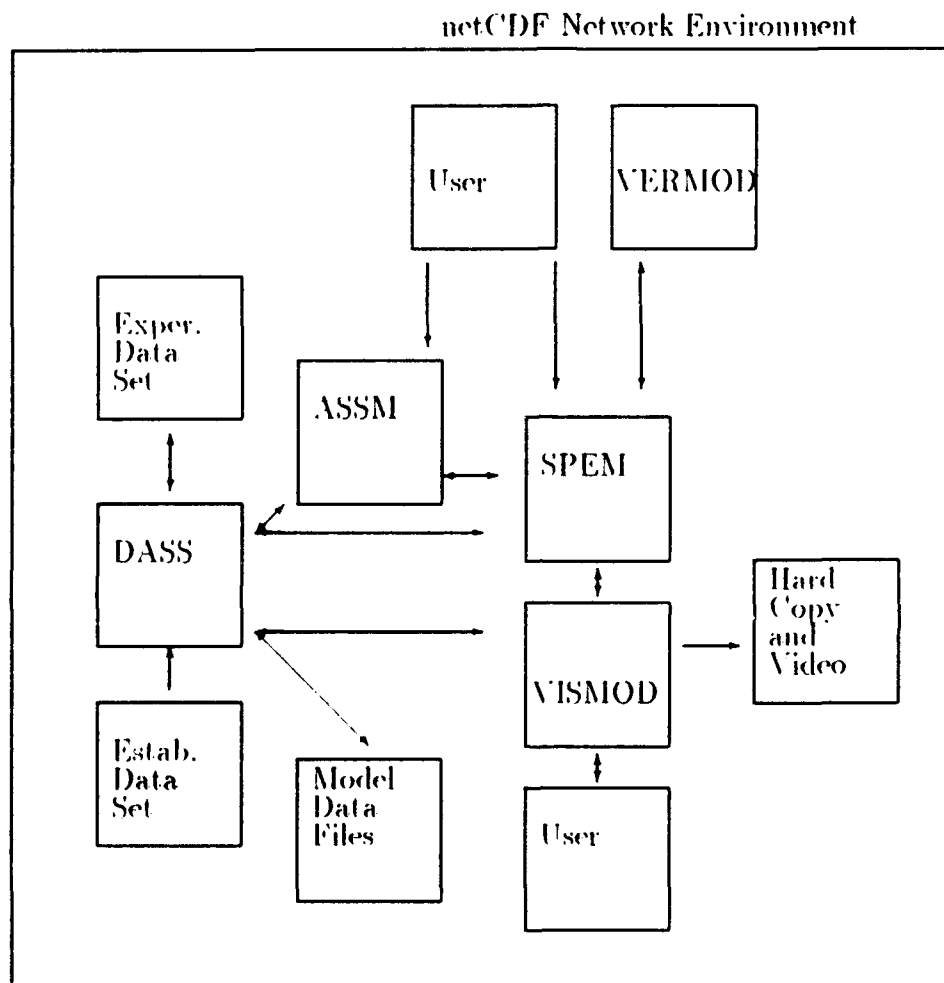 netCDF Network Environment
User
VERMOD
Exper.
Data
Set
ASSM
SPEM
DASS
Hard
Copy
and
Video
VISMOD
Estab.
Data
Set
Model
Data
Files
User